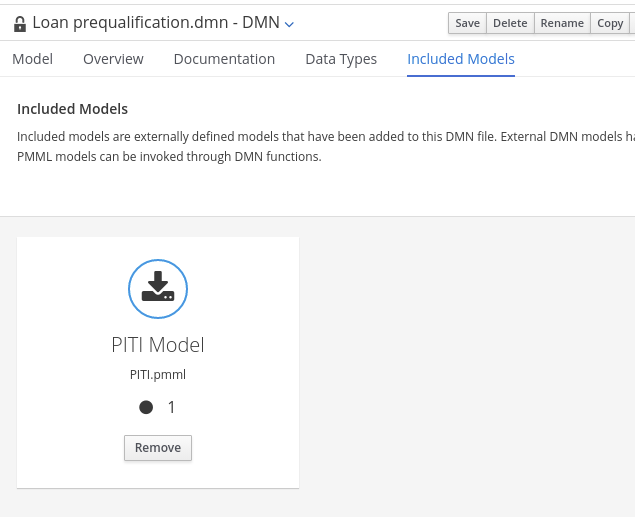 Loan prequalification.dmn - DMN
Save Delete Rename Copy
Model Overview Documentation Data Types Included Models
Included Models
Included models are externally defined models that have been added to this DMN file. External DMN models
PMML models can be invoked through DMN functions.
PITI Model
PITI.pmml
1
Remove